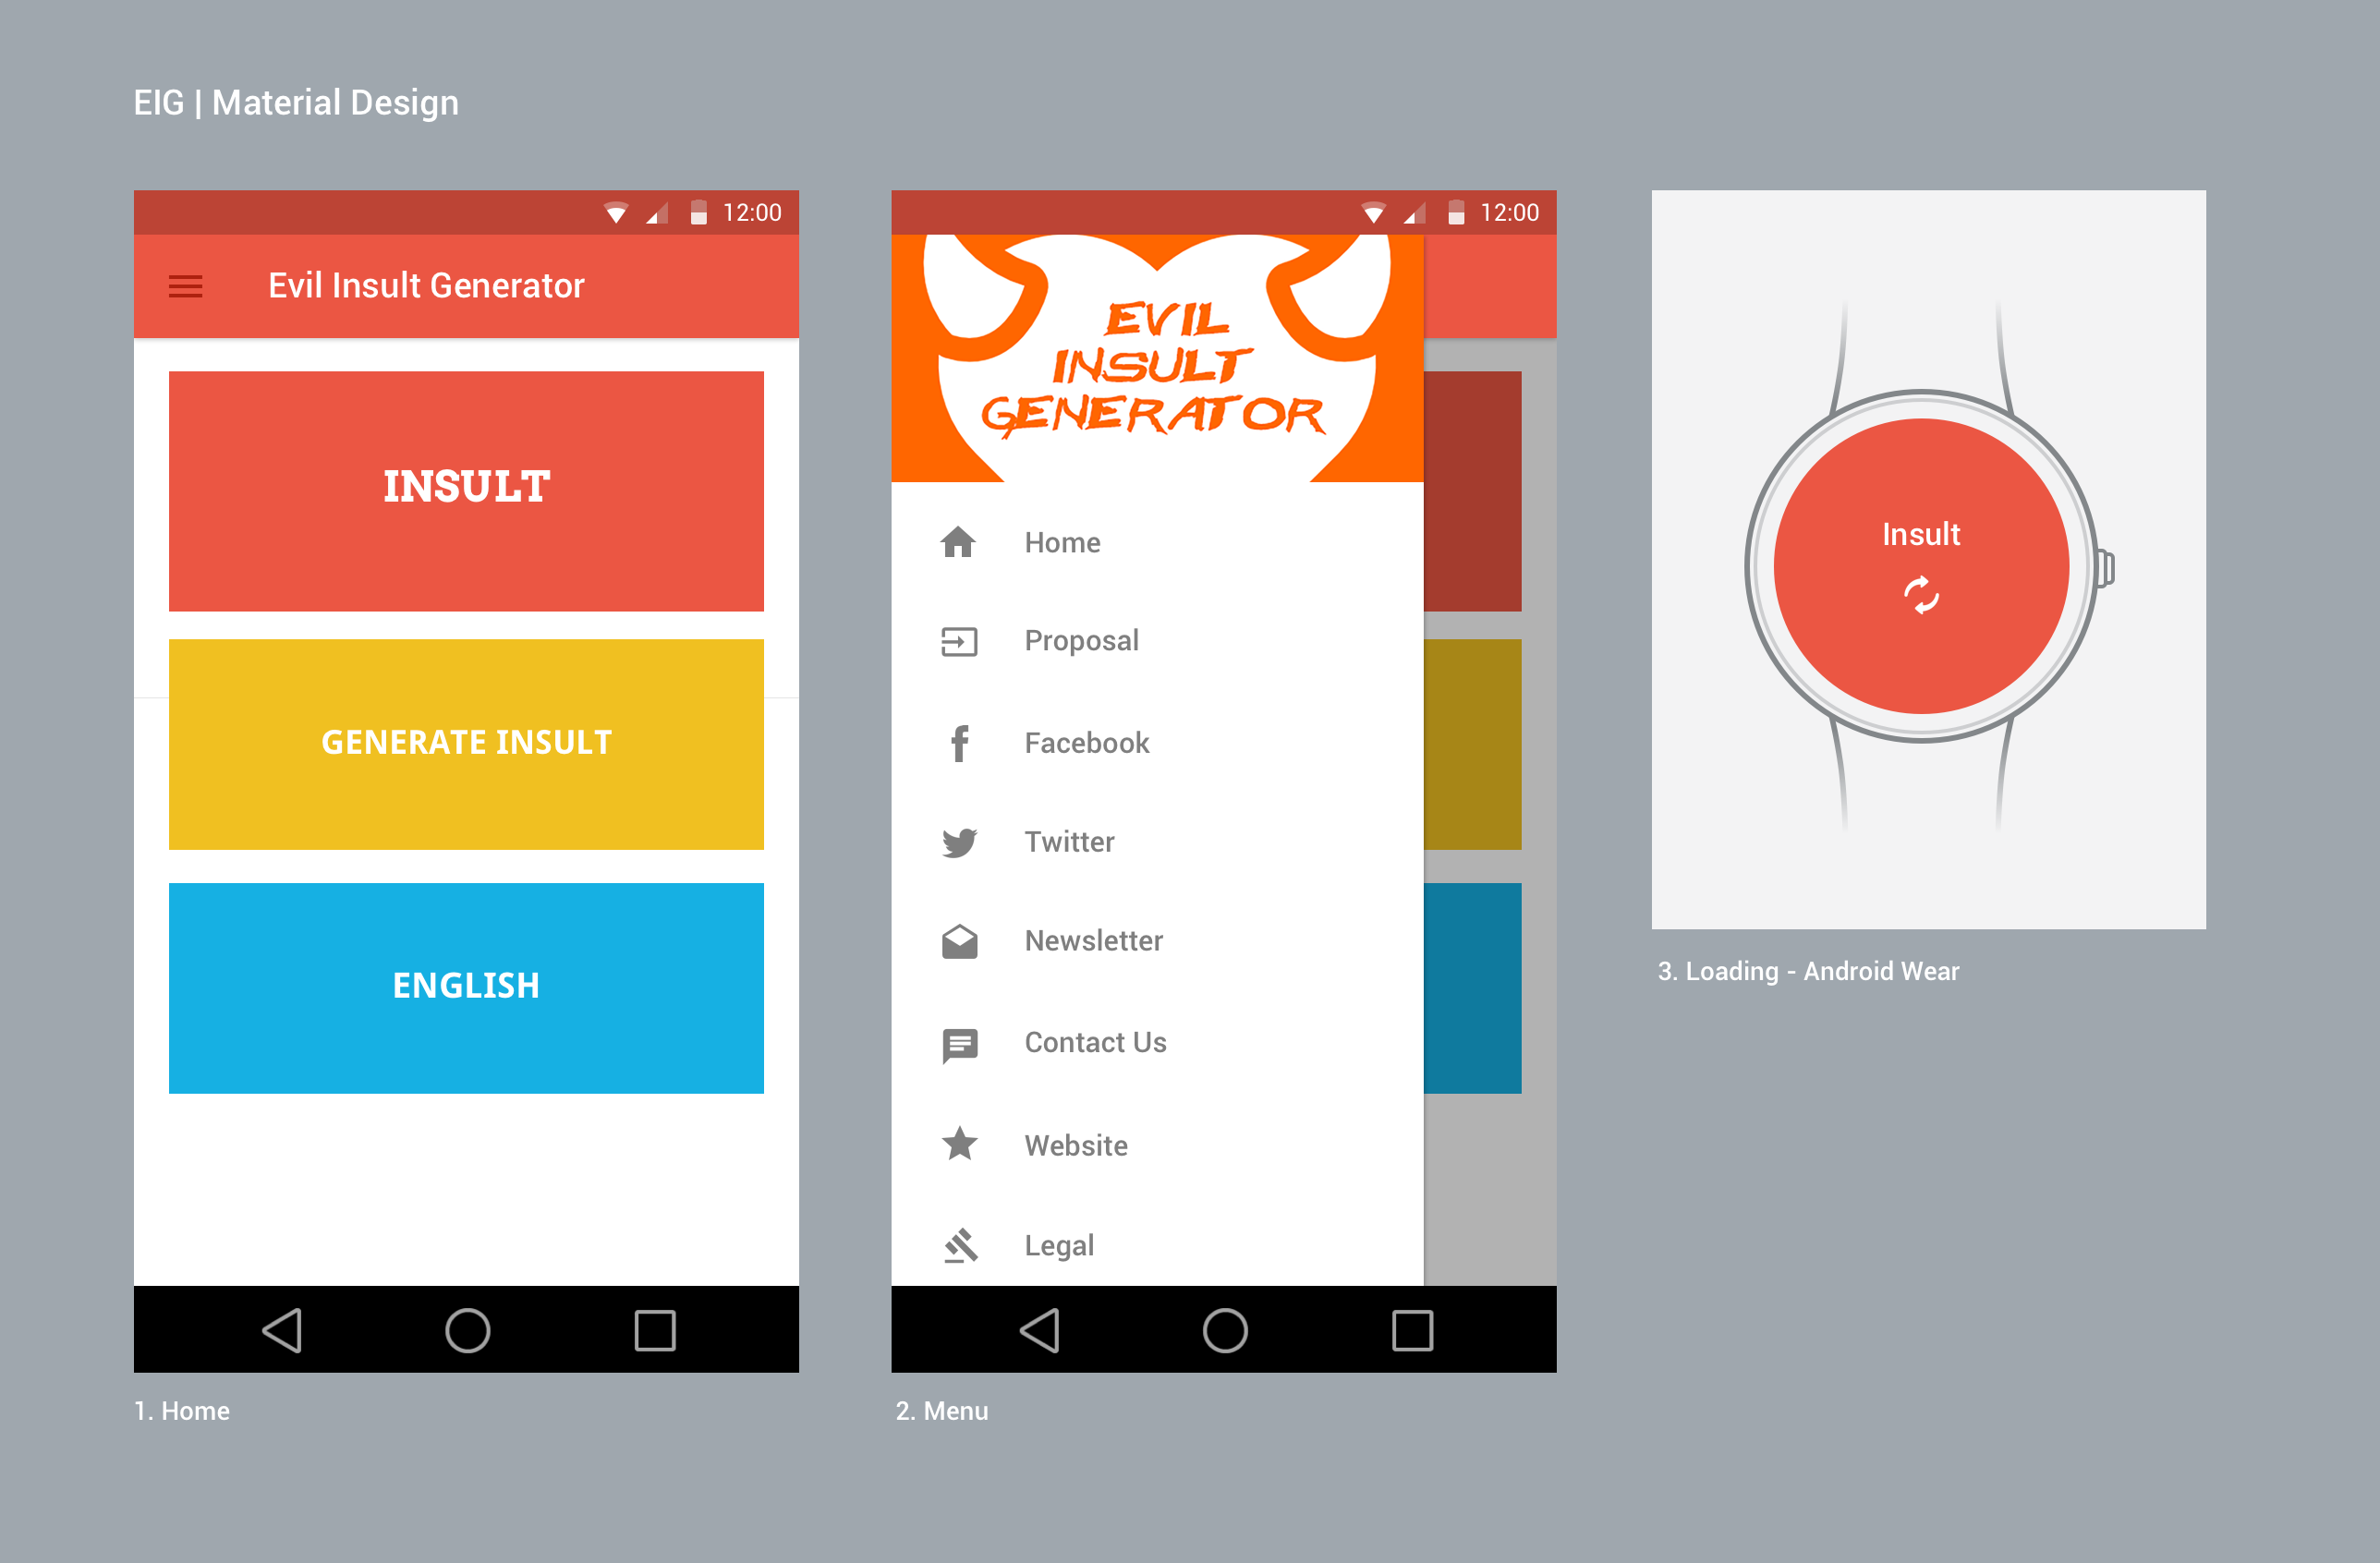 EIG | Material Design
12:00
Evil Insult Generator
INSULT
GENERATE INSULT
ENGLISH
1. Home
12:00
EVIL
INSULT
GENERATOR
Home
Proposal
Facebook
Twitter
Newsletter
Contact Us
Website
Legal
2. Menu
Insult
3. Loading - Android Wear